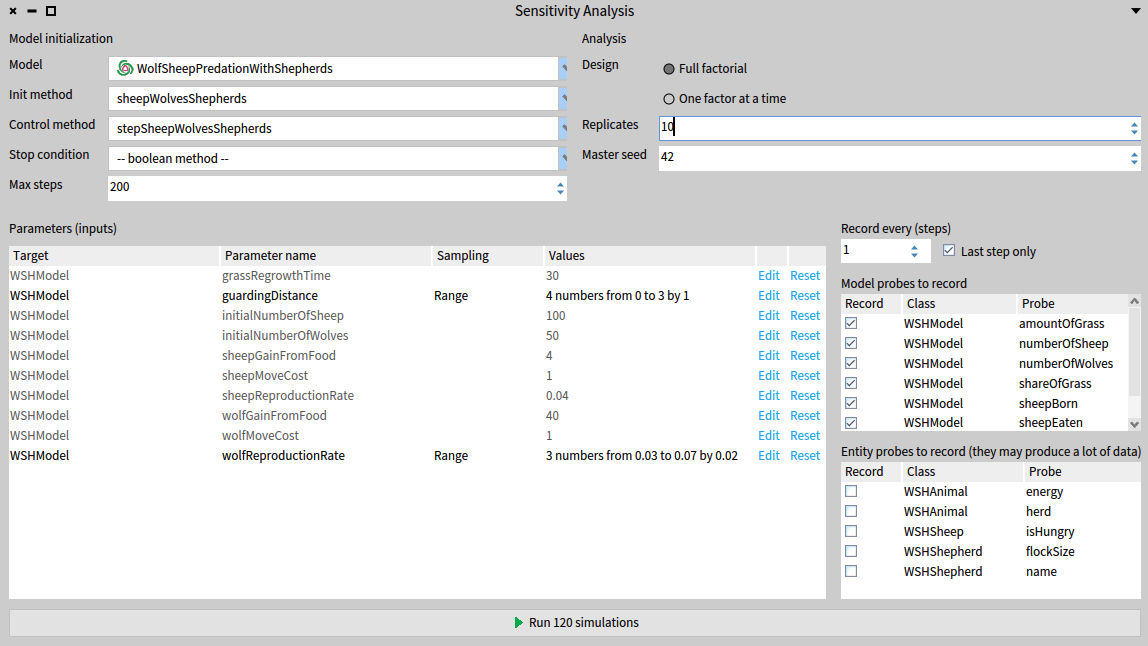 Sensitivity Analysis
Model initialization
Model WolfSheepPredationWithShepherds
Init method sheepWolvesShepherds
Control method stepSheepWolvesShepherds
Stop condition -- boolean method --
Max steps 200
Analysis
Design Full factorial
One factor at a time
Replicates 10
Master seed 42
Parameters (inputs)
Target Parameter name Sampling Values
WSHModel grassRegrowthTime 30 Edit Reset
WSHModel guardingDistance Range 4 numbers from 0 to 3 by 1 Edit Reset
WSHModel initialNumberOfSheep 100 Edit Reset
WSHModel initialNumberOfWolves 50 Edit Reset
WSHModel sheepGainFromFood 4 Edit Reset
WSHModel sheepMoveCost 1 Edit Reset
WSHModel sheepReproductionRate 0.04 Edit Reset
WSHModel wolfGainFromFood 40 Edit Reset
WSHModel wolfMoveCost 1 Edit Reset
WSHModel wolfReproductionRate Range 3 numbers from 0.03 to 0.07 by 0.02 Edit Reset
Record every (steps)
1 Last step only
Model probes to record
Record Class Probe
WSHModel amountOfGrass
WSHModel numberOfSheep
WSHModel numberOfWolves
WSHModel shareOfGrass
WSHModel sheepBorn
WSHModel sheepEaten
Entity probes to record (they may produce a lot of data)
Record Class Probe
WSHAnimal energy
WSHAnimal herd
WSHSheep isHungry
WSHShepherd flockSize
WSHShepherd name
Run 120 simulations